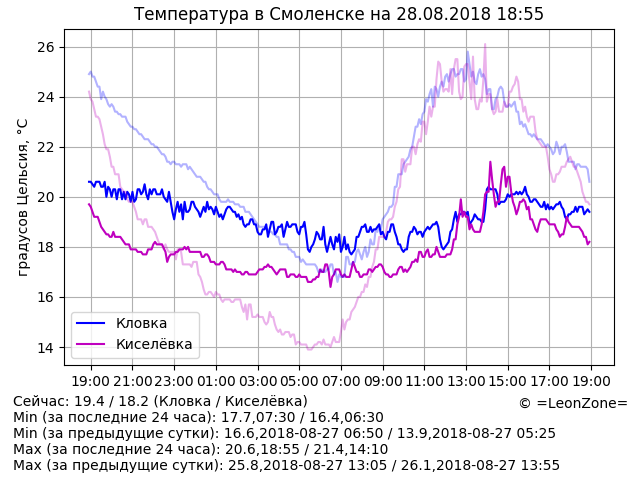 Температура в Смоленске на 28.08.2018 18:55
градусов Цельсия, °C
26
24
22
20
18
16
14
Кловка
Киселёвка
19:00 21:00 23:00 01:00 03:00 05:00 07:00 09:00 11:00 13:00 15:00 17:00 19:00
Сейчас: 19.4 / 18.2 (Кловка / Киселёвка)
© =LeonZone=
Min (за последние 24 часа): 17.7,07:30 / 16.4,06:30
Min (за предыдущие сутки): 16.6,2018-08-27 06:50 / 13.9,2018-08-27 05:25
Max (за последние 24 часа): 20.6,18:55 / 21.4,14:10
Max (за предыдущие сутки): 25.8,2018-08-27 13:05 / 26.1,2018-08-27 13:55